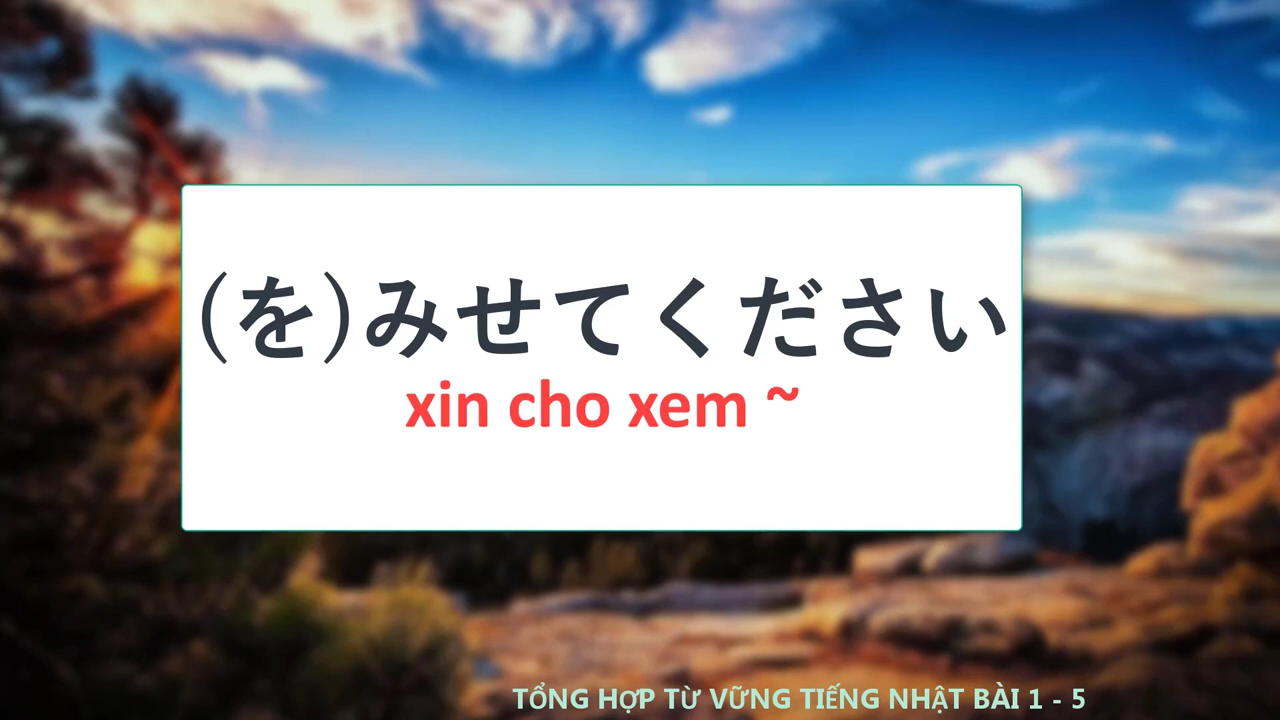 (を)みせてください
xin cho xem ~
TỔNG HỢP TỪ VỮNG TIẾNG NHẬT BÀI 1 - 5